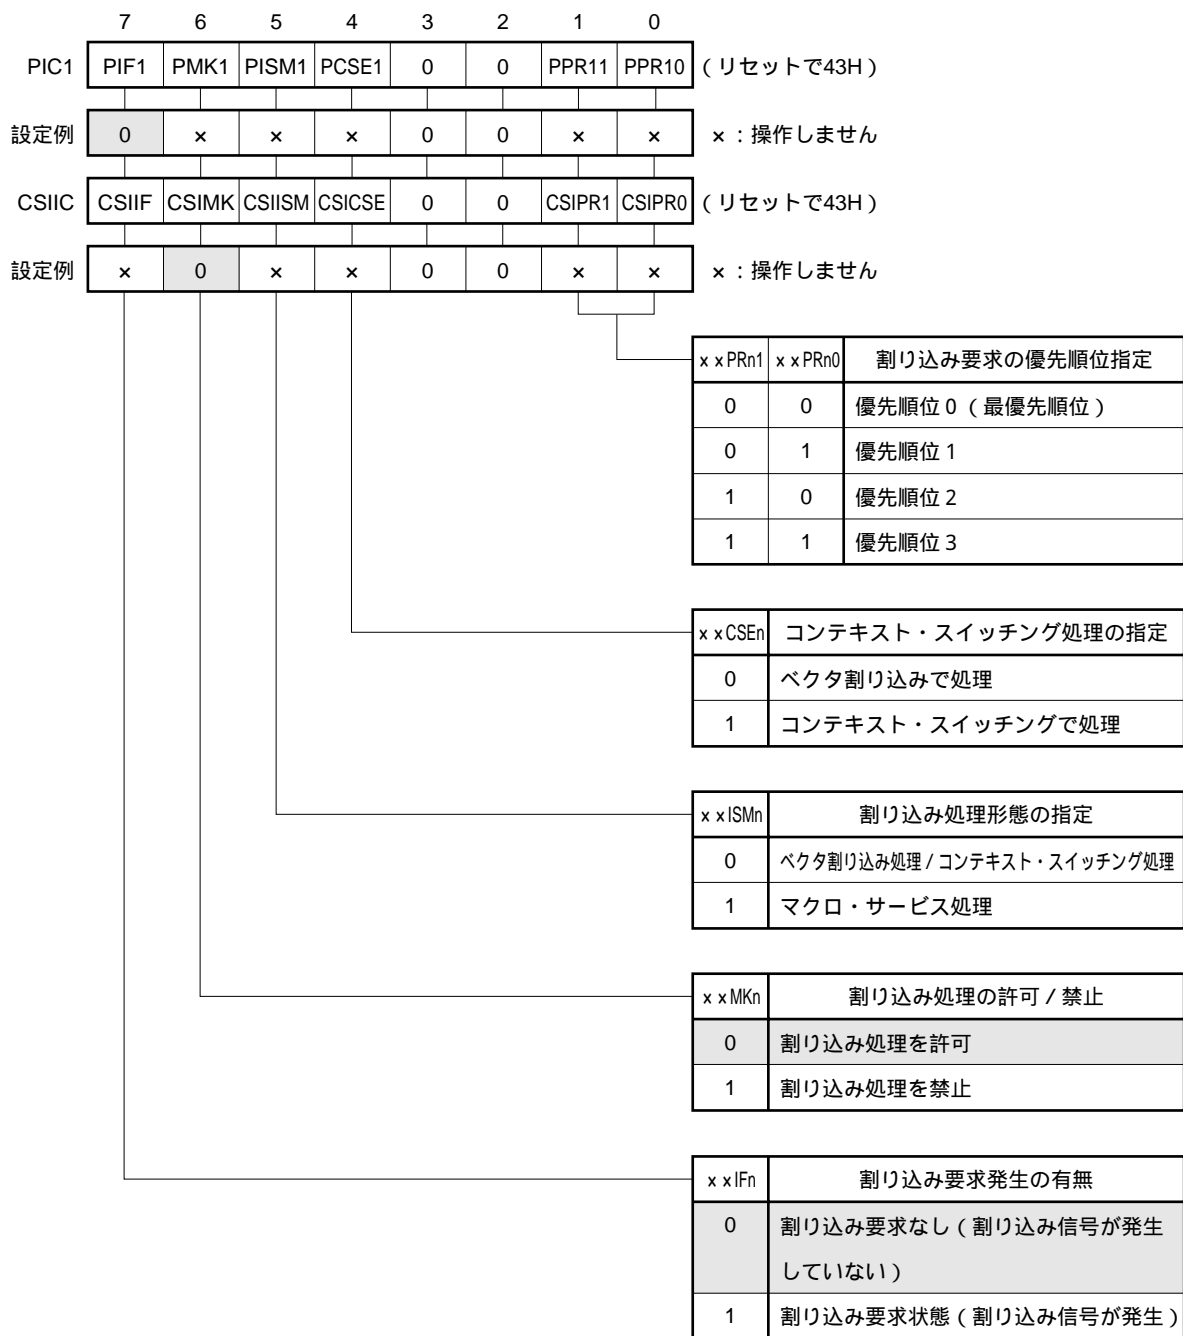 7 6 5 4 3 2 1 0
PIC1 PIF1 PMK1 PISM1 PCSE1 0 0 PPR11 PPR10 （リセットで43H）
設定例 0 × × × 0 0 × × ×：操作しません
CSIIC CSIIF CSIMK CSIISM CSICSE 0 0 CSIPR1 CSIPR0 （リセットで43H）
設定例 × 0 × × 0 0 × × ×：操作しません
××PRn1 ××PRn0 割り込み要求の優先順位指定
0 0 優先順位0（最優先順位）
0 1 優先順位1
1 0 優先順位2
1 1 優先順位3
××CSEn コンテキスト・スイッチング処理の指定
0 ベクタ割り込みで処理
1 コンテキスト・スイッチングで処理
××ISMn 割り込み処理形態の指定
0 ベクタ割り込み処理／コンテキスト・スイッチング処理
1 マクロ・サービス処理
××MKn 割り込み処理の許可／禁止
0 割り込み処理を許可
1 割り込み処理を禁止
××IFn 割り込み要求発生の有無
0 割り込み要求なし（割り込み信号が発生
していない）
1 割り込み要求状態（割り込み信号が発生）